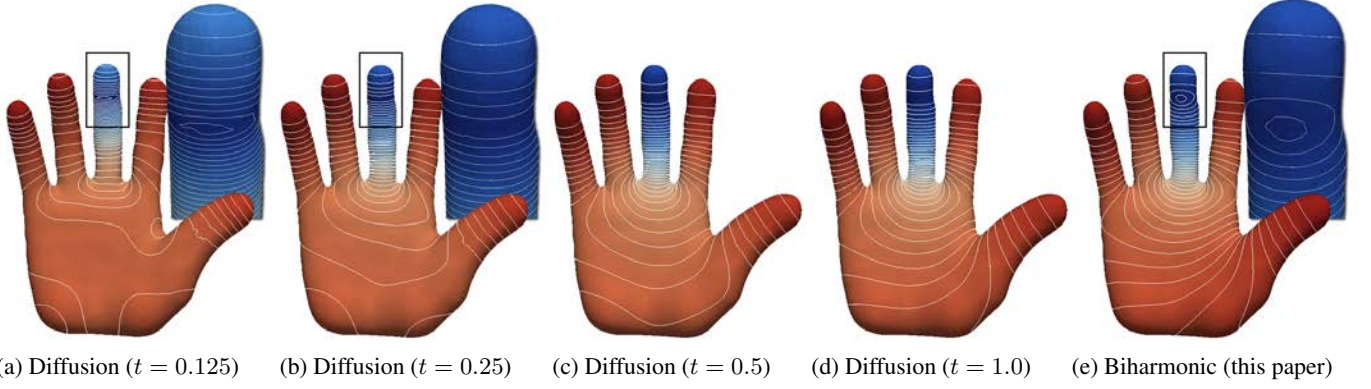 (a) Diffusion (t = 0.125) (b) Diffusion (t = 0.25) (c) Diffusion (t = 0.5) (d) Diffusion (t = 1.0) (e) Biharmonic (this paper)